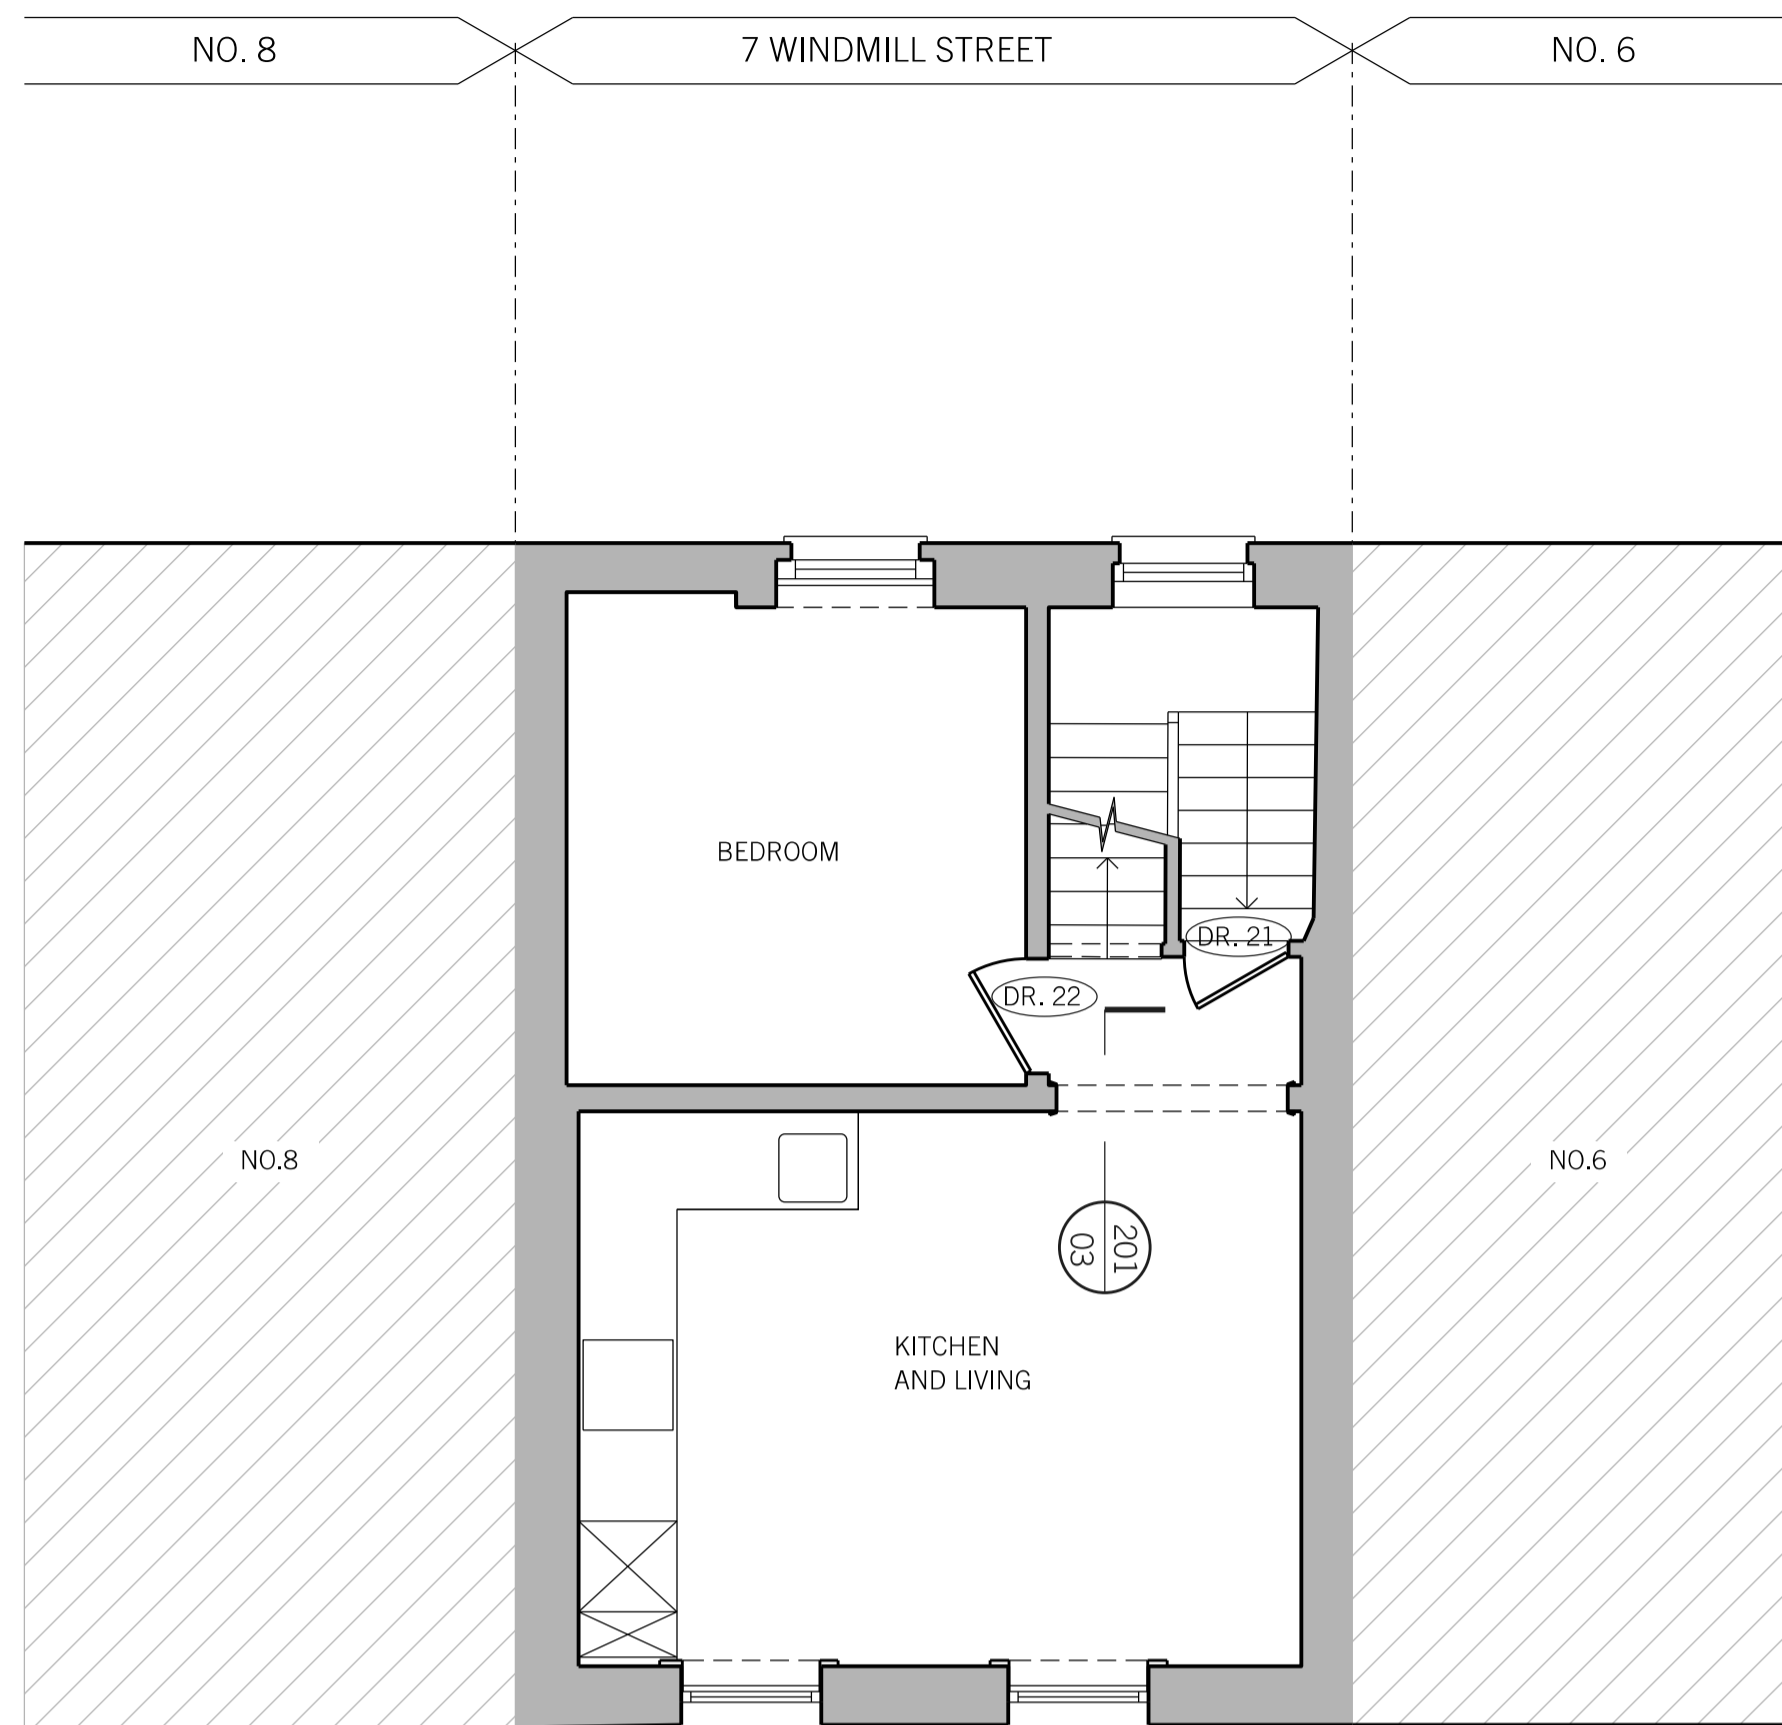 NO. 8
7 WINDMILL STREET
NO. 6
BEDROOM
DR. 21
DR. 22
NO.8
NO.6
201
03
KITCHEN
AND LIVING